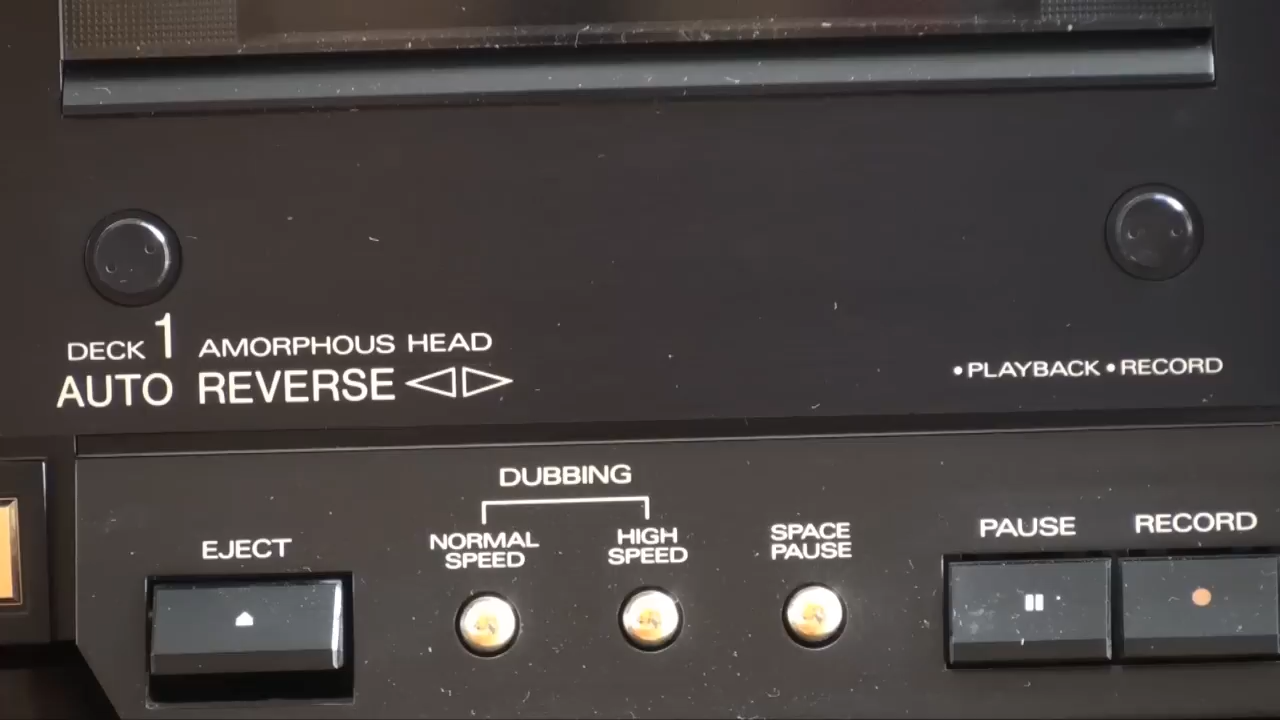 DECK 1 AMORPHOUS HEAD
AUTO REVERSE
•PLAYBACK •RECORD
DUBBING
EJECT
NORMAL SPEED
HIGH SPEED
SPACE PAUSE
PAUSE
RECORD